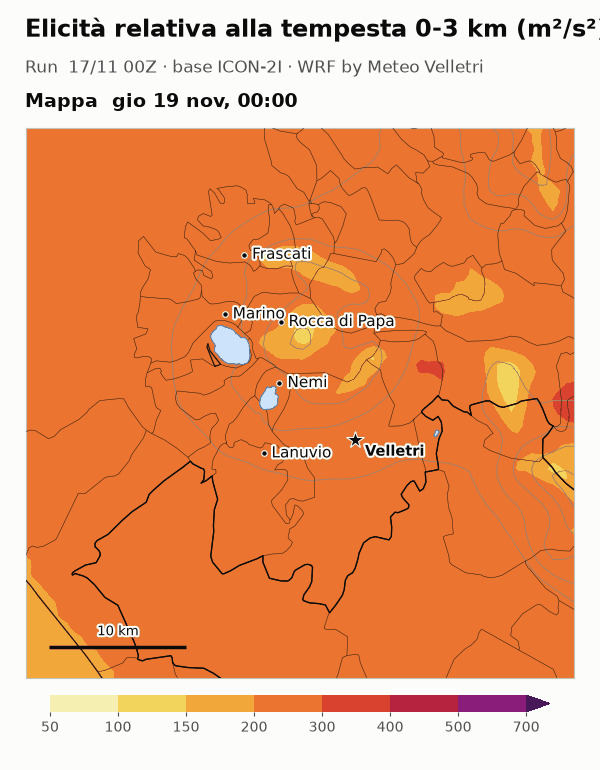 Elicità relativa alla tempesta 0-3 km (m²/s²)
Run 17/11 00Z · base ICON-2I · WRF by Meteo Velletri
Mappa gio 19 nov, 00:00
Frascati
Marino
Rocca di Papa
Nemi
Lanuvio
Velletri
10 km
50 100 150 200 300 400 500 700